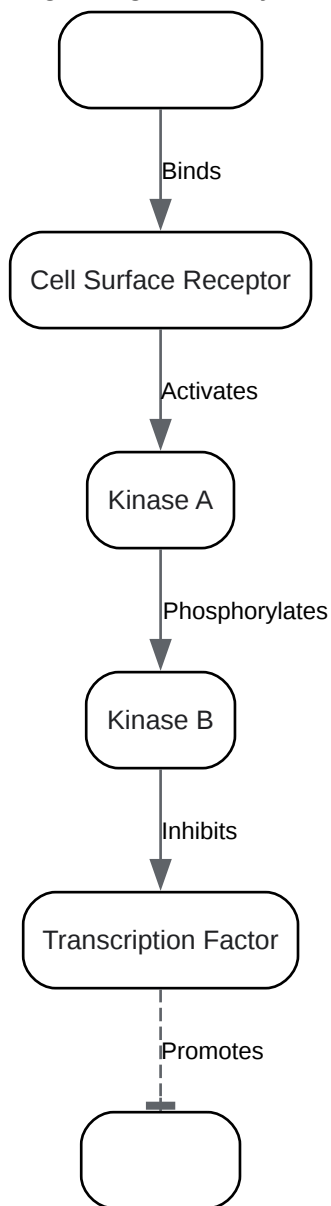 Binds
Cell Surface Receptor
Activates
Kinase A
Phosphorylates
Kinase B
Inhibits
Transcription Factor
Promotes